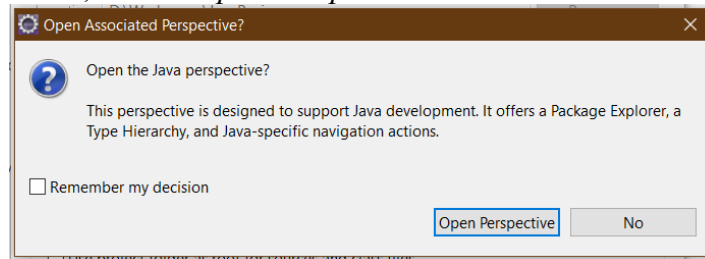 Open Associated Perspective?
Open the Java perspective?
This perspective is designed to support Java development. It offers a Package Explorer, a
Type Hierarchy, and Java-specific navigation actions.
Remember my decision
Open Perspective No